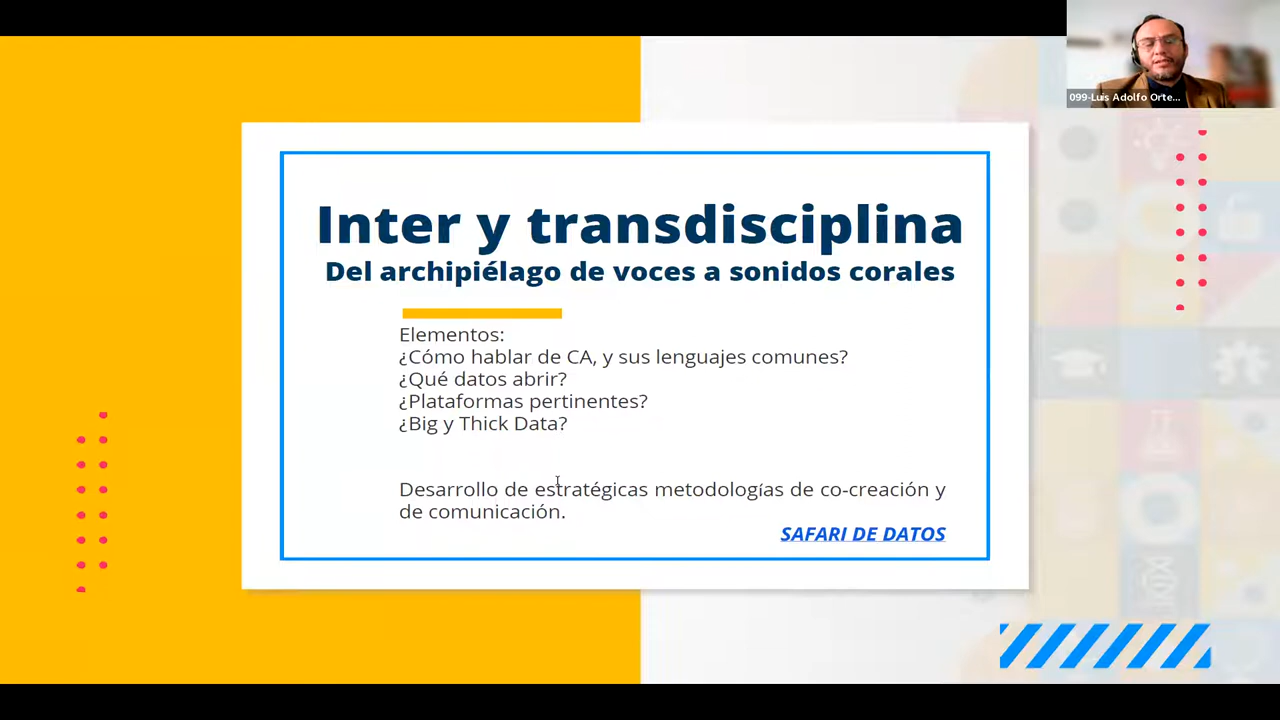 099-Luis Adolfo Orte...
Inter y transdisciplina
Del archipiélago de voces a sonidos corales
Elementos:
¿Cómo hablar de CA, y sus lenguajes comunes?
¿Qué datos abrir?
¿Plataformas pertinentes?
¿Big y Thick Data?
Desarrollo de estratégicas metodologías de co-creación y
de comunicación.
SAFARI DE DATOS